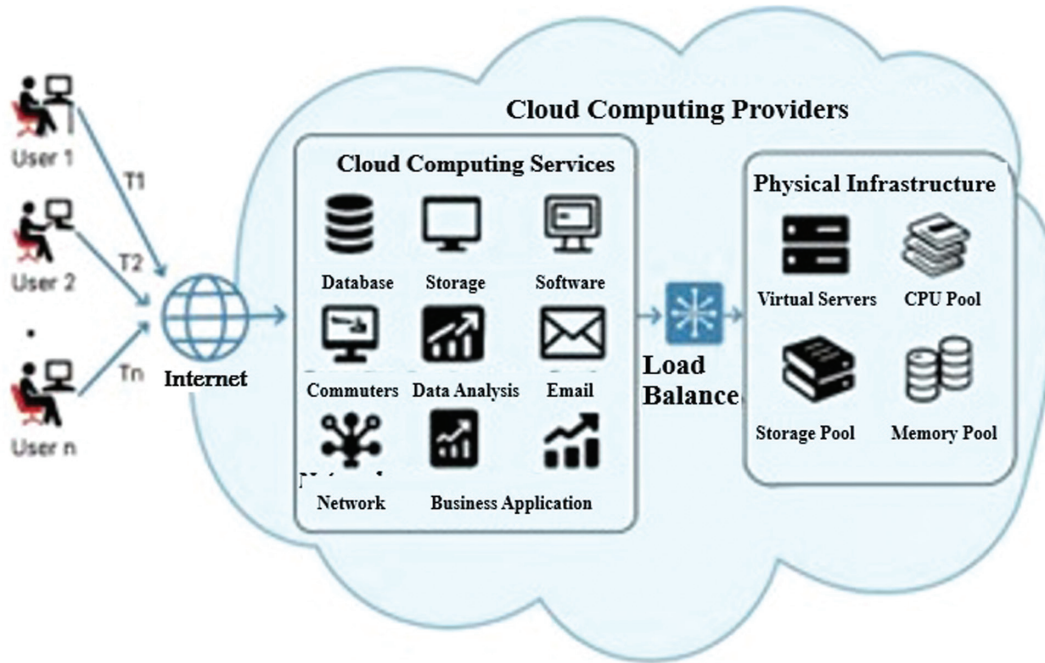 Cloud Computing Providers
User 1
T1
User 2
T2
.
User n
Tn
Internet
Cloud Computing Services
Database Storage Software
Commuters Data Analysis Email
Network Business Application
Load
Balance
Physical Infrastructure
Virtual Servers CPU Pool
Storage Pool Memory Pool